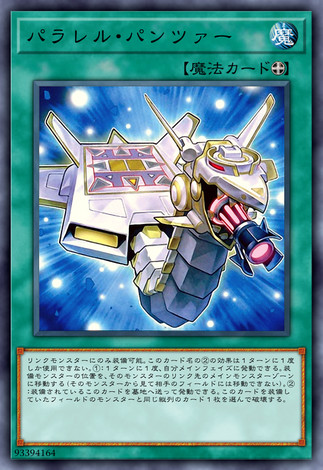 パラレル・パンツァー
魔
【魔法カード】
リンクモンスターにのみ装備可能。このカード名の②の効果は1ターンに1度
しか使用できない。①：1ターンに1度、自分メインフェイズに発動できる。装
備モンスターの位置を、そのモンスターのリンク先のメインモンスターゾーン
に移動する（そのモンスターから見て相手のフィールドには移動できない）。②
：装備されているこのカードを墓地へ送って発動できる。このカードを装備し
ていたフィールドのモンスターと同じ縦列のカード1枚を選んで破壊する。
93394164